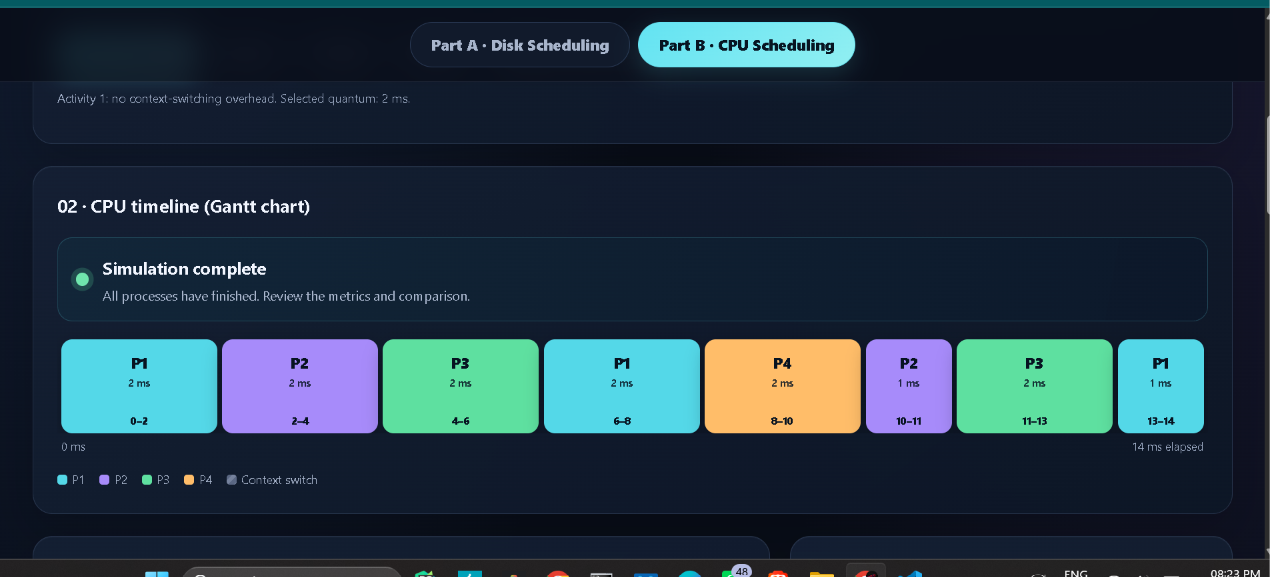 Part A · Disk Scheduling
Part B · CPU Scheduling
Activity 1: no context-switching overhead. Selected quantum: 2 ms.
02 · CPU timeline (Gantt chart)
Simulation complete
All processes have finished. Review the metrics and comparison.
P1 P2 P3 P1 P4 P2 P3 P1
2 ms 2 ms 2 ms 2 ms 2 ms 1 ms 2 ms 1 ms
0–2 2–4 4–6 6–8 8–10 10–11 11–13 13–14
0 ms 14 ms elapsed
P1 P2 P3 P4 Context switch
48
ENG
08:23 PM